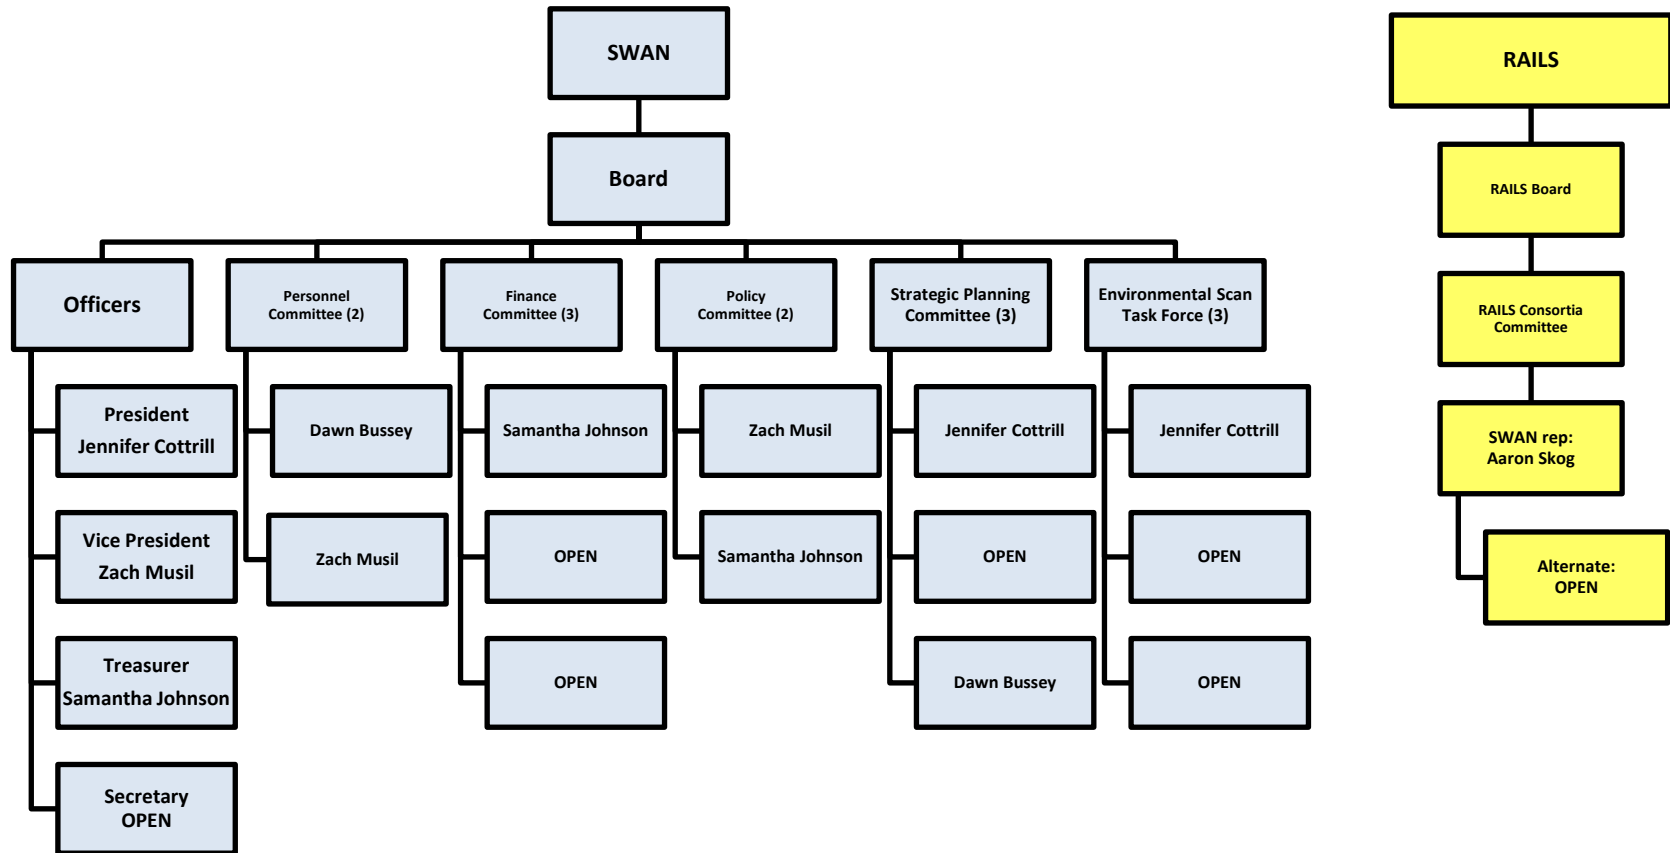 SWAN
Board
Officers
President
Jennifer Cottrill
Vice President
Zach Musil
Treasurer
Samantha Johnson
Secretary
OPEN
Personnel
Committee (2)
Dawn Bussey
Zach Musil
Finance
Committee (3)
Samantha Johnson
OPEN
OPEN
Policy
Committee (2)
Zach Musil
Samantha Johnson
Strategic Planning
Committee (3)
Jennifer Cottrill
OPEN
Dawn Bussey
Environmental Scan
Task Force (3)
Jennifer Cottrill
OPEN
OPEN
RAILS
RAILS Board
RAILS Consortia
Committee
SWAN rep:
Aaron Skog
Alternate:
OPEN